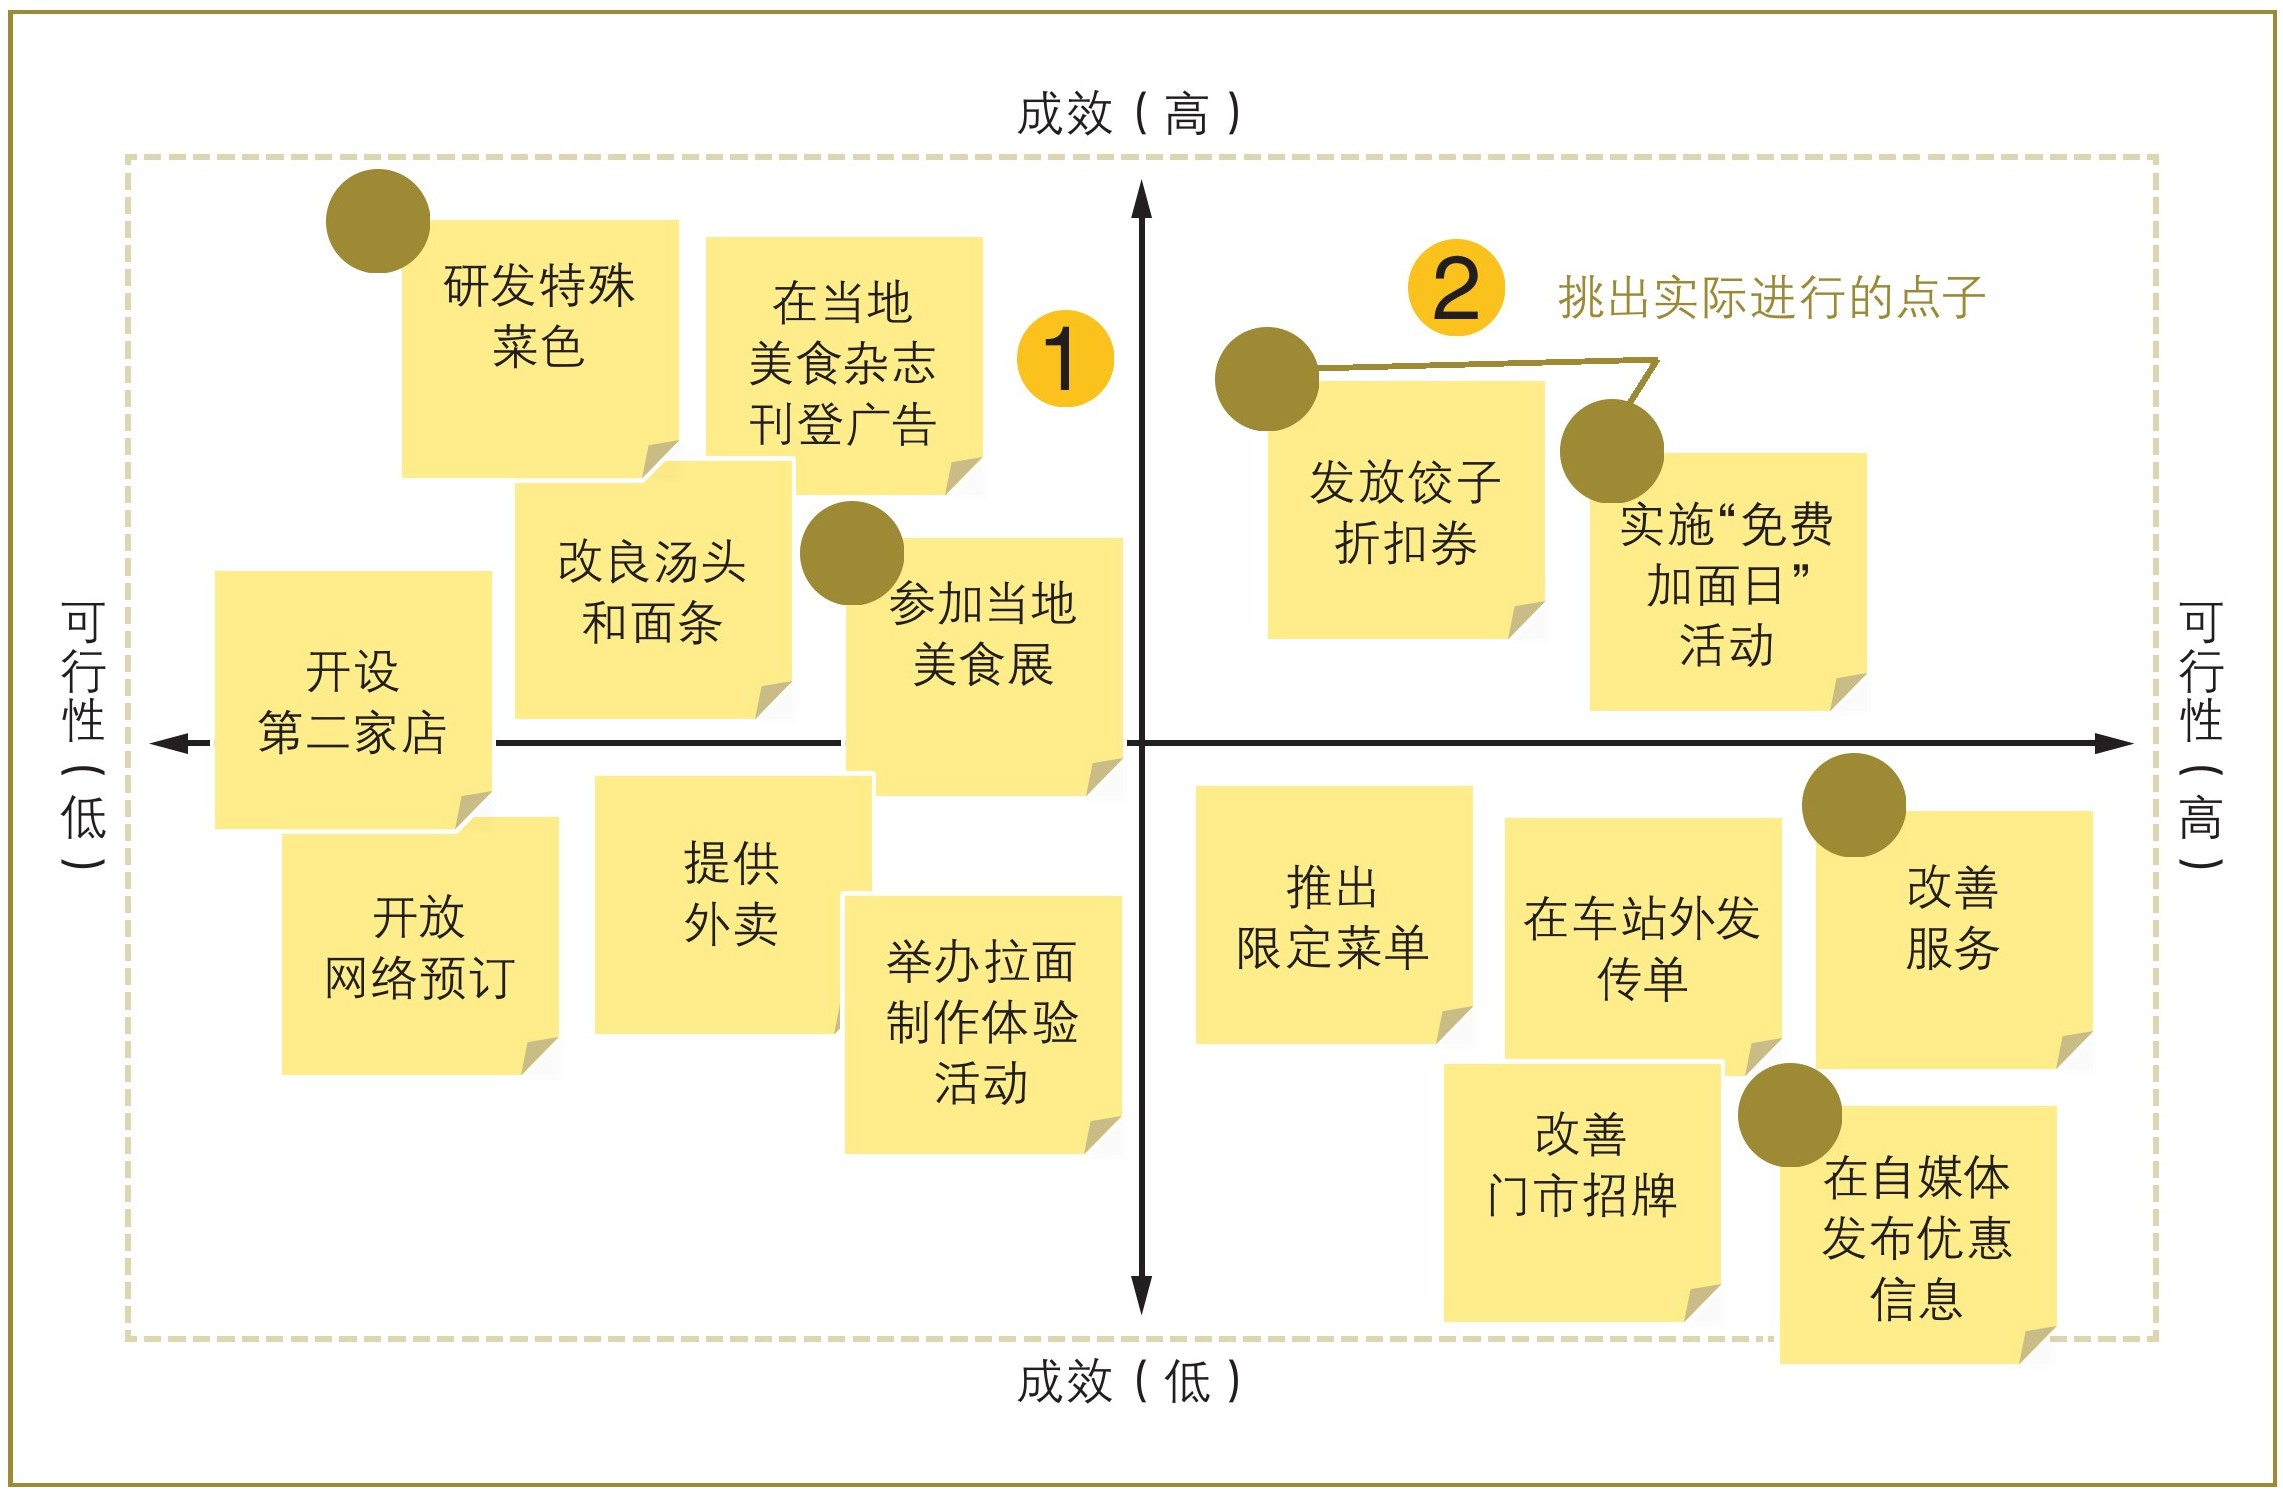 成效（高）
研发特殊
菜色
在当地
美食杂志
刊登广告
1
2
挑出实际进行的点子
发放饺子
折扣券
实施“免费
加面日”
活动
改良汤头
和面条
参加当地
美食展
开设
第二家店
可行性（低）
可行性（高）
开放
网络预订
提供
外卖
举办拉面
制作体验
活动
推出
限定菜单
在车站外发
传单
改善
服务
改善
门市招牌
在自媒体
发布优惠
信息
成效（低）